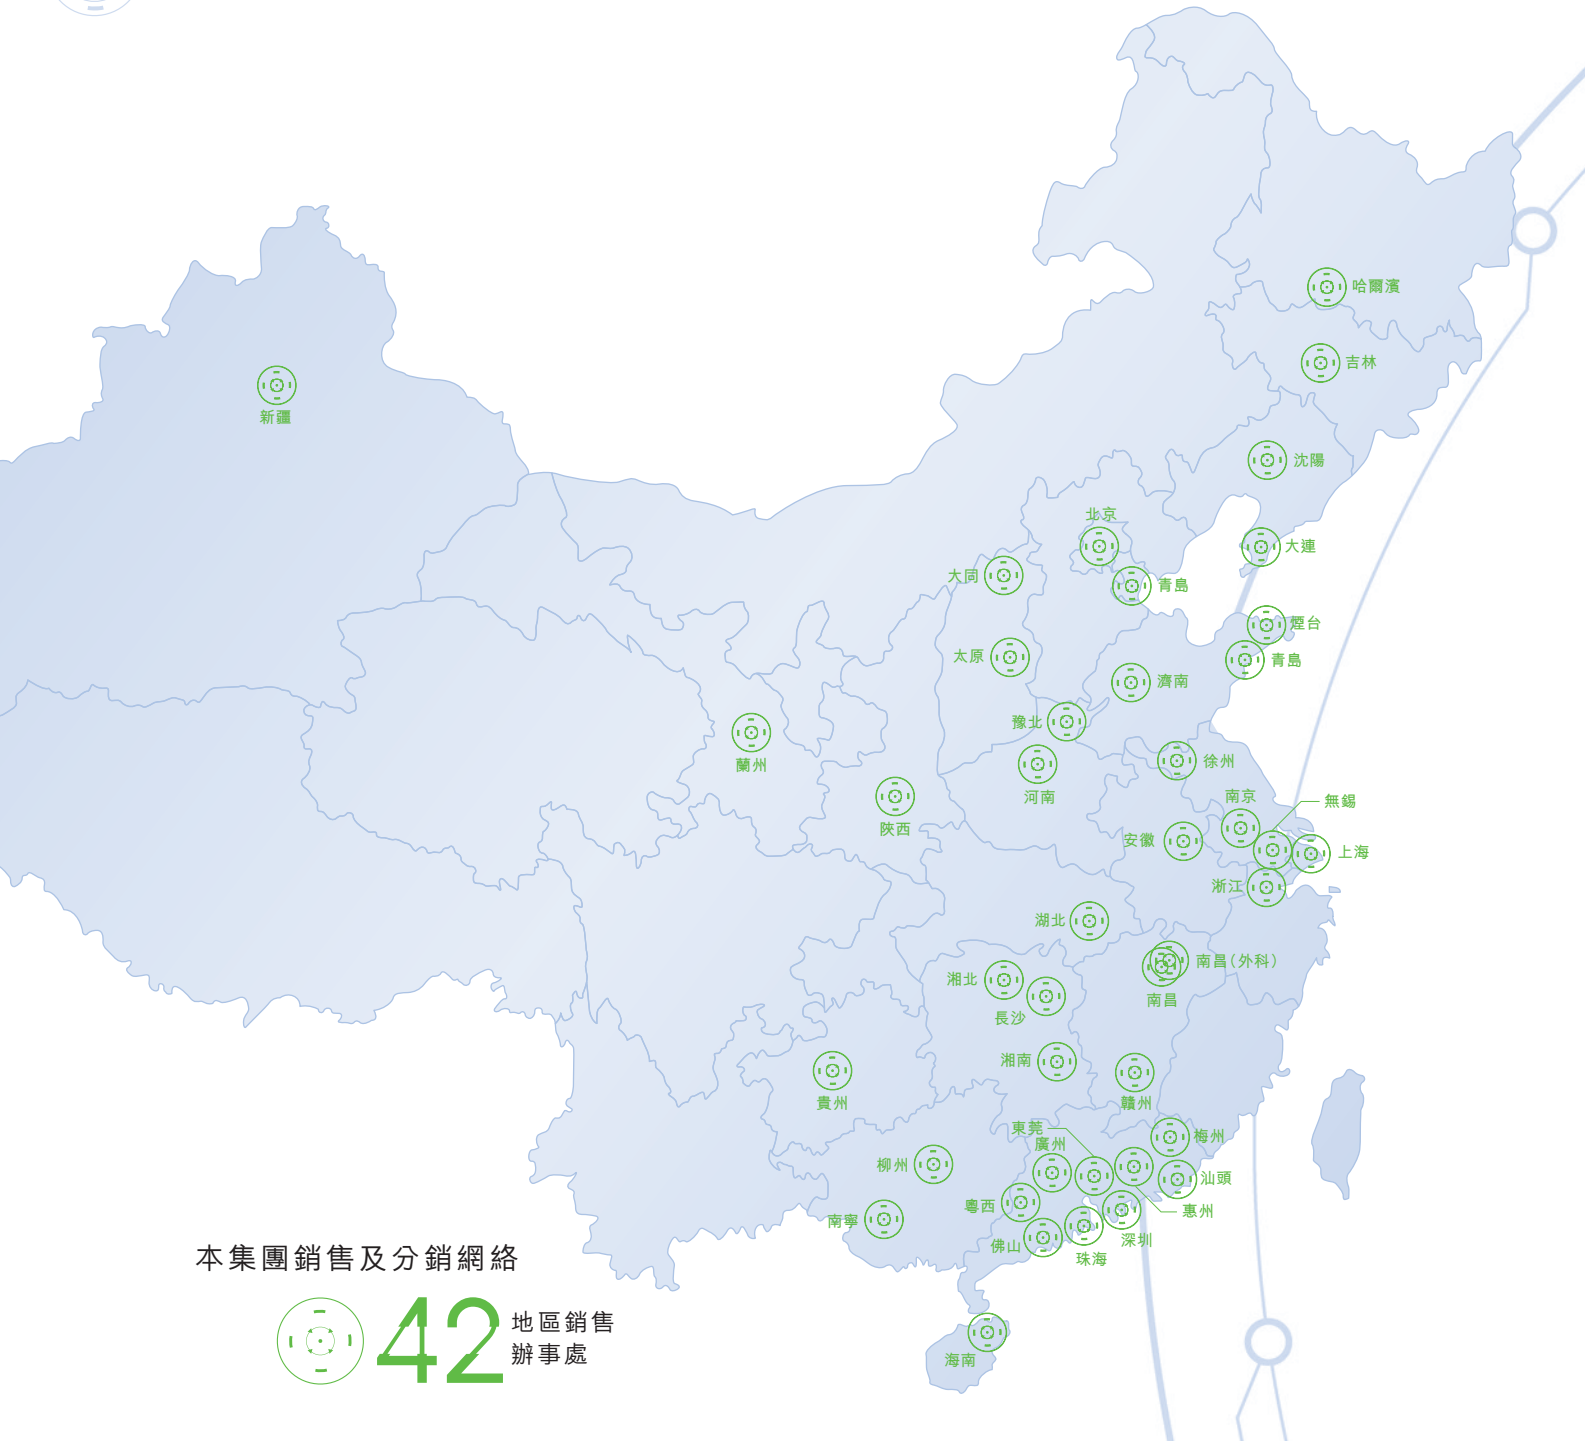 哈爾濱
吉林
新疆
沈陽
北京
大連
大同
青島
煙台
太原
青島
濟南
豫北
徐州
蘭州
河南
南京
無錫
陝西
安徽
上海
浙江
湖北
南昌（外科）
湘北
南昌
長沙
湘南
貴州
贛州
東莞
廣州
梅州
柳州
汕頭
粵西
惠州
南寧
佛山
深圳
珠海
海南
本集團銷售及分銷網絡
42
地區銷售
辦事處